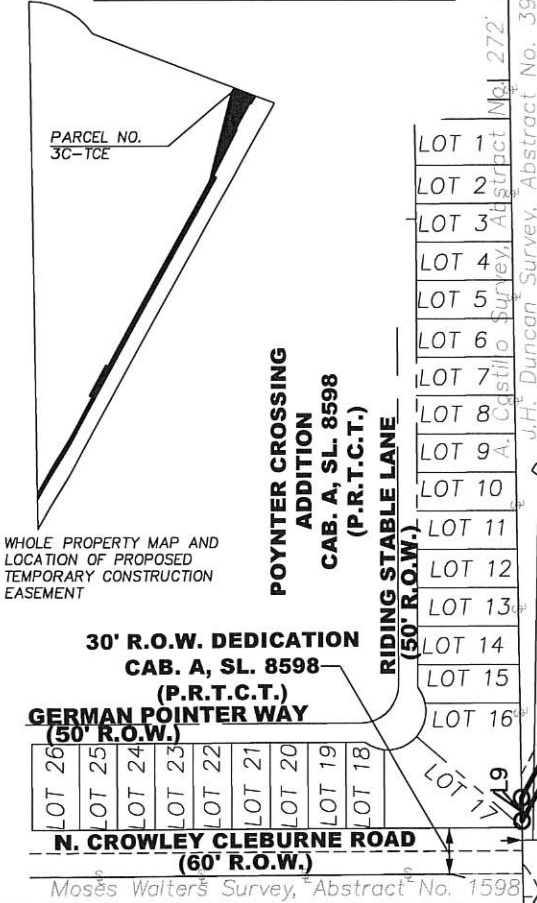 PARCEL NO.
3C-TCE
WHOLE PROPERTY MAP AND
LOCATION OF PROPOSED
TEMPORARY CONSTRUCTION
EASEMENT
POYNTER CROSSING
ADDITION
CAB. A, SL. 8598
(P.R.T.C.T.)
RIDING STABLE LANE
(50' R.O.W.)
LOT 1
LOT 2
LOT 3
LOT 4
LOT 5
LOT 6
LOT 7
LOT 8
LOT 9
LOT 10
LOT 11
LOT 12
LOT 13
LOT 14
LOT 15
LOT 16
LOT 17
L9
A. Castillo Survey, Abstract No. 272
J.H. Duncan Survey, Abstract No. 39
30' R.O.W. DEDICATION
CAB. A, SL. 8598
(P.R.T.C.T.)
GERMAN POINTER WAY
(50' R.O.W.)
LOT 26
LOT 25
LOT 24
LOT 23
LOT 22
LOT 21
LOT 20
LOT 19
LOT 18
N. CROWLEY CLEBURNE ROAD
(60' R.O.W.)
Moses Walters Survey, Abstract No. 1598